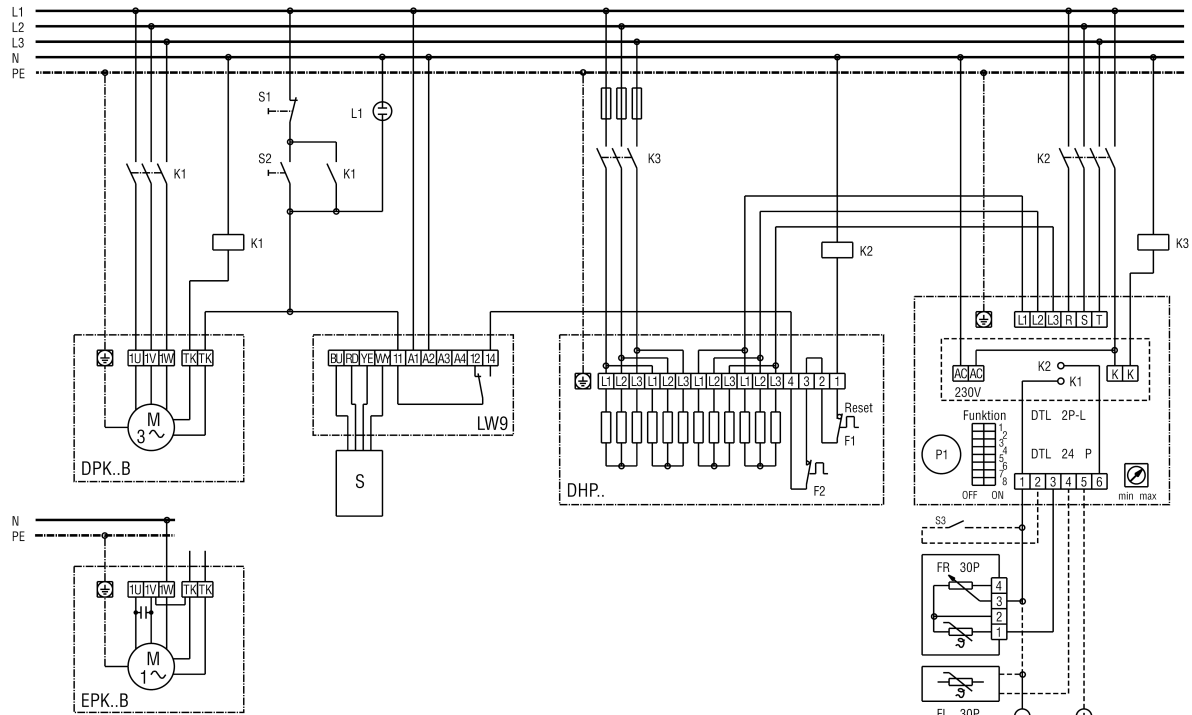 L1
L2
L3
N
PE
S1
L1
S2
K1
K1
K3
K2
K1
K2
K3
L1 L2 L3 R S T
1U 1V 1W TK TK
BU RD YE WY 11 A1 A2 A3 A4 12 14
L1 L2 L3 L1 L2 L3 L1 L2 L3 L1 L2 L3 4 3 2 1
AC AC
230V
K2
K1
K K
M
3~
DPK..B
LW9
S
DHP..
Reset
F1
F2
P1
Funktion
1
2
3
4
5
6
7
8
OFF ON
DTL 2P-L
DTL 24 P
min max
1 2 3 4 5 6
N
PE
S3
FR 30P
4
3
2
1
ϑ
1U 1V 1W TK TK
M
1~
EPK..B
ϑ
FL 30P